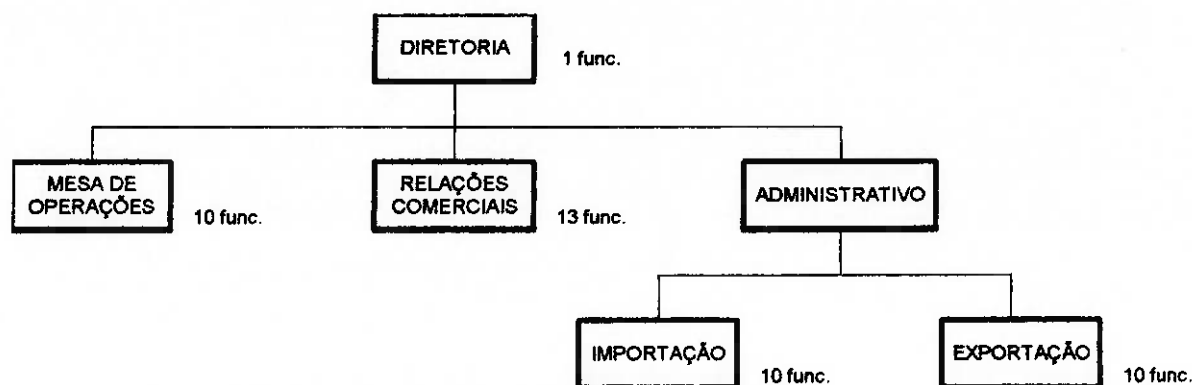 DIRETORIA
1 func.
MESA DE
OPERAÇÕES
10 func.
RELAÇÕES
COMERCIAIS
13 func.
ADMINISTRATIVO
IMPORTAÇÃO
10 func.
EXPORTAÇÃO
10 func.